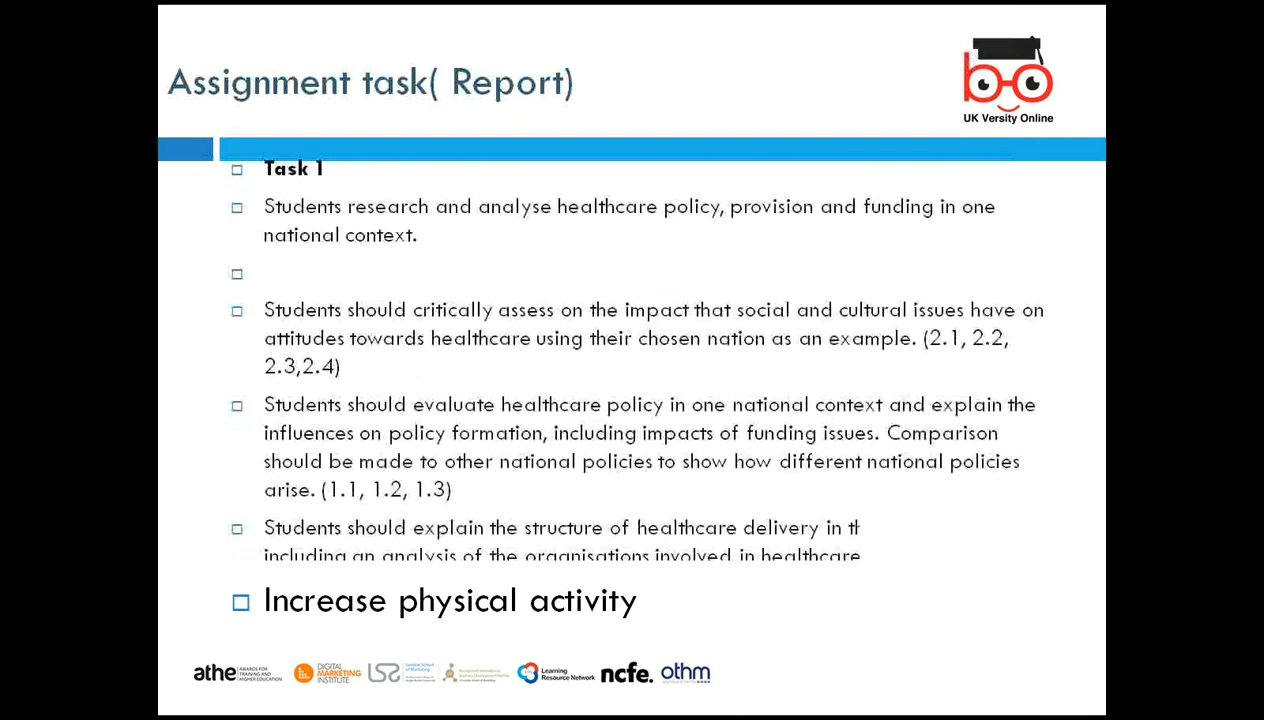 Assignment task( Report)
UK Versity Online
Task 1
Students research and analyse healthcare policy, provision and funding in one
national context.
Students should critically assess on the impact that social and cultural issues have on
attitudes towards healthcare using their chosen nation as an example. (2.1, 2.2,
2.3,2.4)
Students should evaluate healthcare policy in one national context and explain the
influences on policy formation, including impacts of funding issues. Comparison
should be made to other national policies to show how different national policies
arise. (1.1, 1.2, 1.3)
Students should explain the structure of healthcare delivery in th
including an analysis of the organisations involved in healthcare
Increase physical activity
athe AWARDS FOR TRAINING AND HIGHER EDUCATION
DIGITAL MARKETING INSTITUTE
London School of Marketing
Learning Resource Network
ncfe.
othm